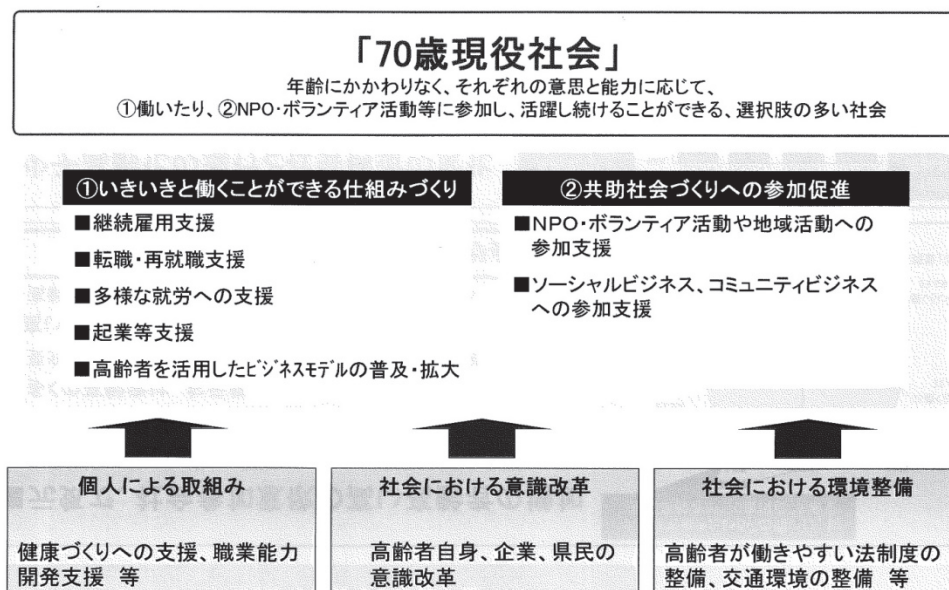 「70歳現役社会」
年齢にかかわりなく、それぞれの意思と能力に応じて、
①働いたり、②NPO・ボランティア活動等に参加し、活躍し続けることができる、選択肢の多い社会
①いきいきと働くことができる仕組みづくり
■継続雇用支援
■転職・再就職支援
■多様な就労への支援
■起業等支援
■高齢者を活用したﾋﾞｼﾞﾈｽﾓﾃﾞﾙの普及・拡大
②共助社会づくりへの参加促進
■NPO・ボランティア活動や地域活動への
参加支援
■ソーシャルビジネス、コミュニティビジネス
への参加支援
個人による取組み
健康づくりへの支援、職業能力
開発支援 等
社会における意識改革
高齢者自身、企業、県民の
意識改革
社会における環境整備
高齢者が働きやすい法制度の
整備、交通環境の整備 等